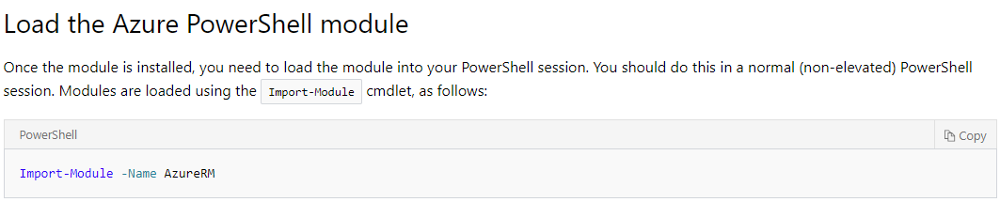 Load the Azure PowerShell module
Once the module is installed, you need to load the module into your PowerShell session. You should do this in a normal (non-elevated) PowerShell
session. Modules are loaded using the Import-Module cmdlet, as follows:
PowerShell
Copy
Import-Module -Name AzureRM